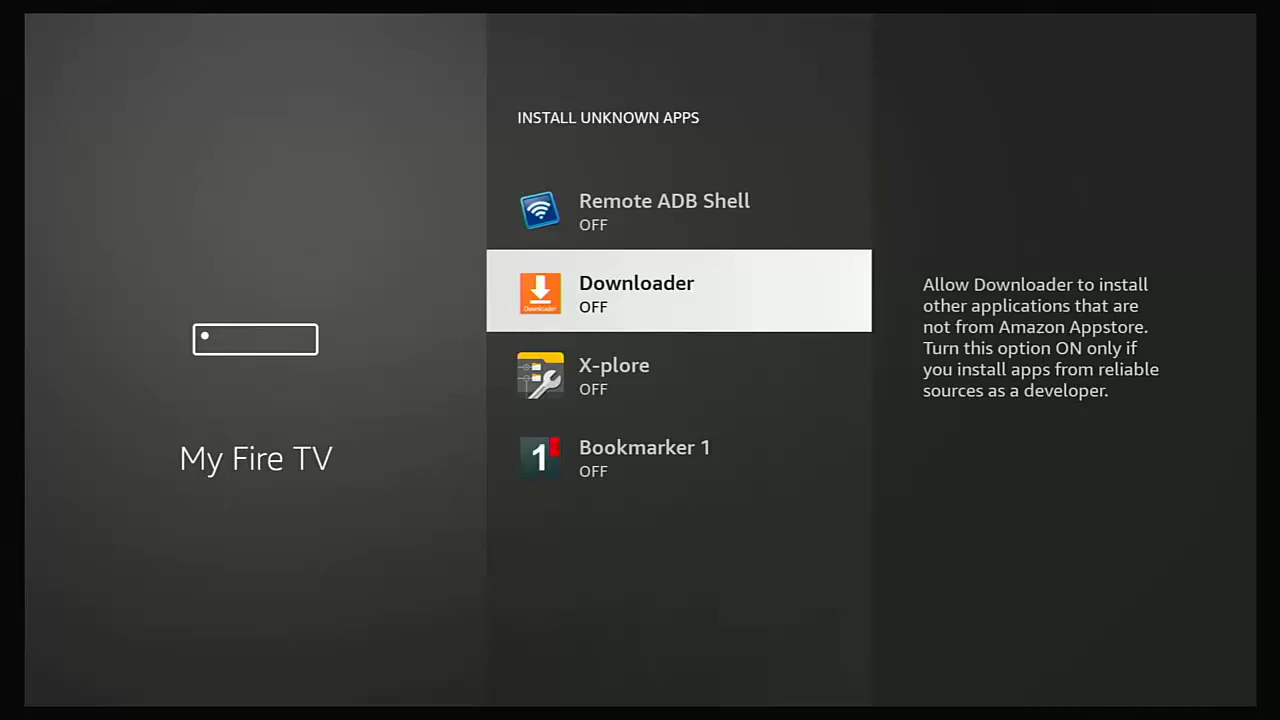 INSTALL UNKNOWN APPS
Remote ADB Shell
OFF
Downloader
Downloader
OFF
X-plore
OFF
1
Bookmarker 1
OFF
My Fire TV
Allow Downloader to install
other applications that are
not from Amazon Appstore.
Turn this option ON only if
you install apps from reliable
sources as a developer.